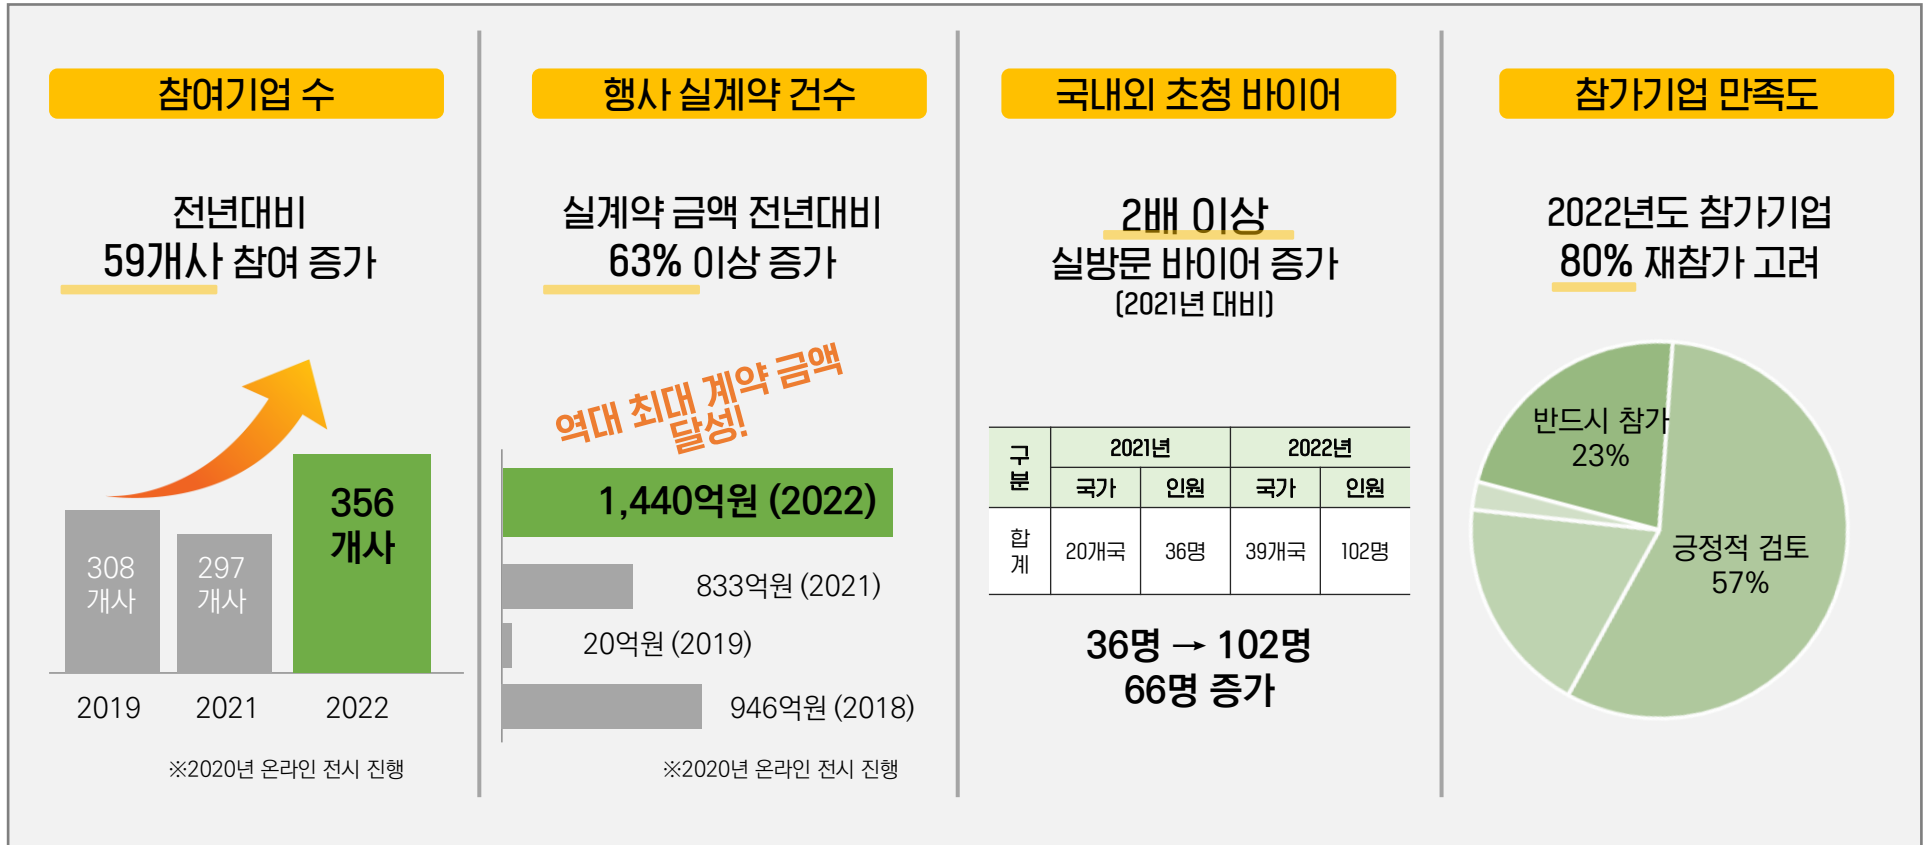 참여기업 수
전년대비
59개사 참여 증가
308
개사
297
개사
356
개사
2019
2021
2022
※2020년 온라인 전시 진행
행사 실계약 건수
실계약 금액 전년대비
63% 이상 증가
역대 최대 계약 금액
달성!
1,440억원 (2022)
833억원 (2021)
20억원 (2019)
946억원 (2018)
※2020년 온라인 전시 진행
국내외 초청 바이어
2배 이상
실방문 바이어 증가
(2021년 대비)
구분 2021년 2022년
국가 인원 국가 인원
합계 20개국 36명 39개국 102명
36명 → 102명
66명 증가
참가기업 만족도
2022년도 참가기업
80% 재참가 고려
반드시 참가
23%
긍정적 검토
57%